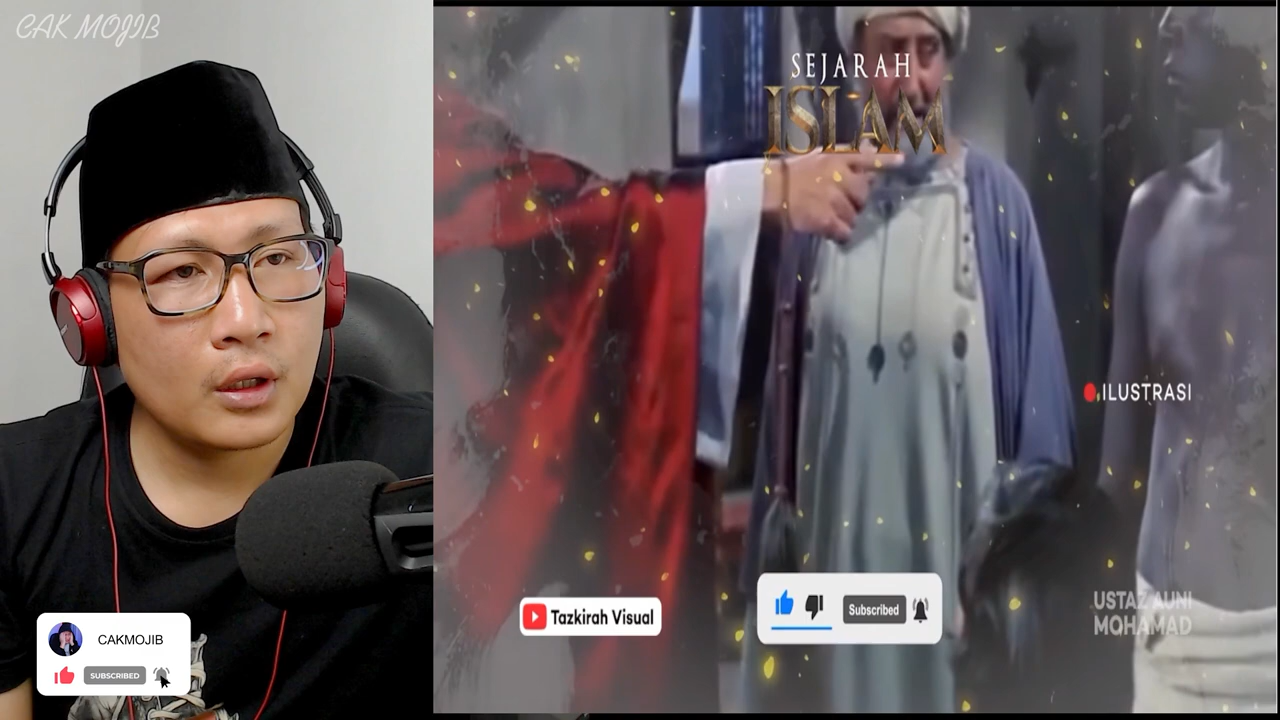 CAK MOJIB
SEJARAH
ISLAM
ILUSTRASI
Tazkirah Visual
Subscribed
USTAZ AUNI
MOHAMAD
CAKMOJIB
SUBSCRIBED